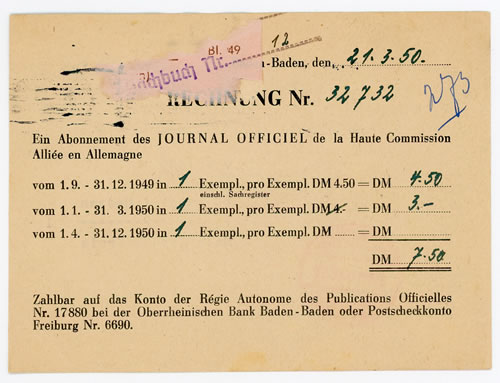 Bl. 49
12
Sachbuch Nr.
n-Baden, den 21.3.50.
RECHNUNG Nr. 32732
273
Ein Abonnement des JOURNAL OFFICIEL de la Haute Commission
Alliée en Allemagne
vom 1.9. - 31.12.1949 in 1 Exempl., pro Exempl. DM 4.50 = DM 4.50
einschl. Sachregister
vom 1.1. - 31. 3.1950 in 1 Exempl., pro Exempl. DM = DM 3.-
vom 1.4. - 31.12.1950 in 1 Exempl., pro Exempl. DM = DM
DM 7.50
Zahlbar auf das Konto der Régie Autonome des Publications Officielles
Nr. 17880 bei der Oberrheinischen Bank Baden-Baden oder Postscheckkonto
Freiburg Nr. 6690.